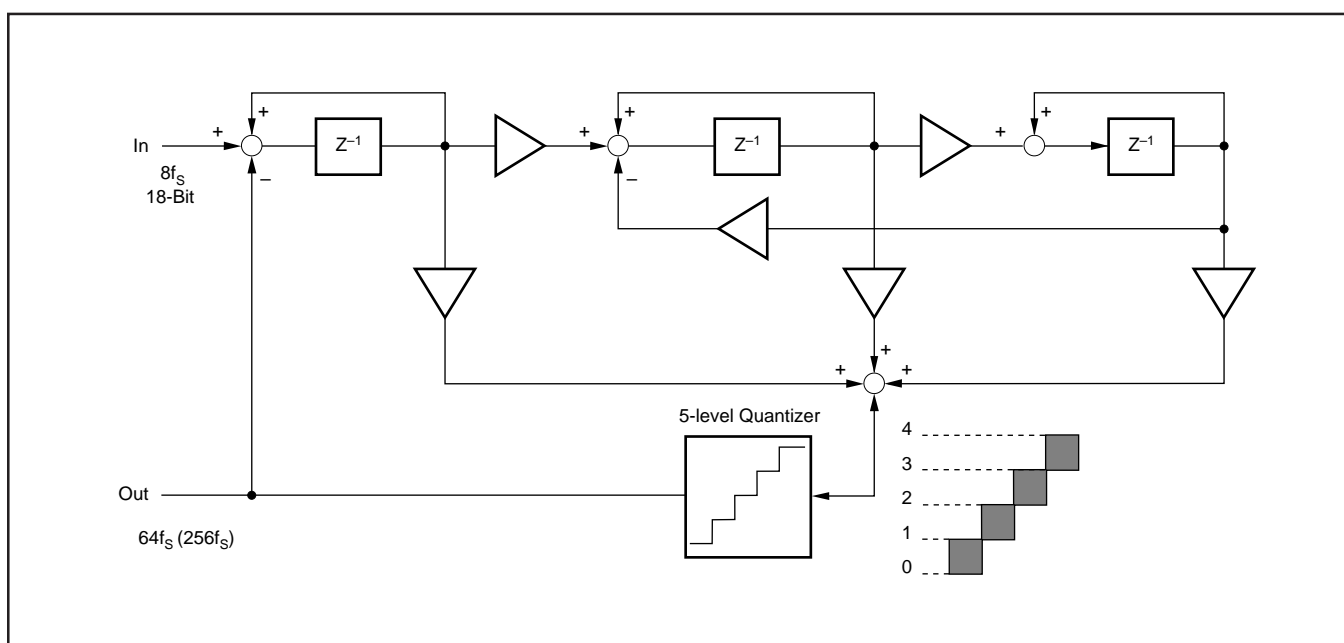 +
+
+
+
+
+
+
In
Z⁻¹
Z⁻¹
Z⁻¹
8fS
18-Bit
–
–
+
+
+
5-level Quantizer
4
3
2
1
0
Out
64fS (256fS)